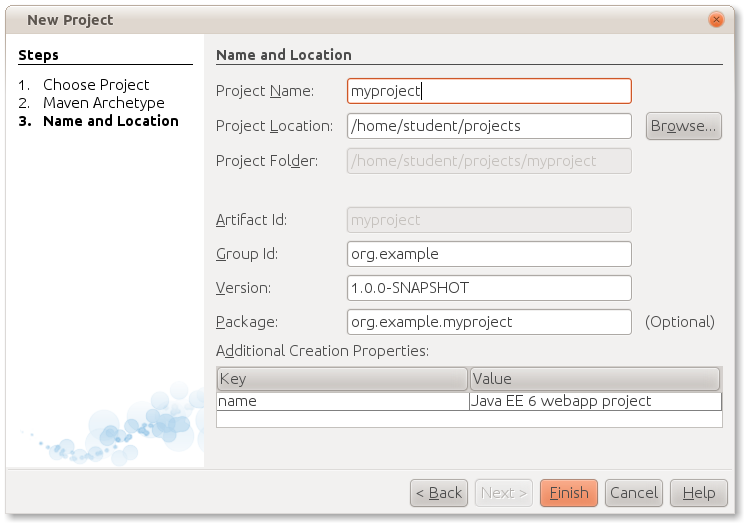 New Project
Steps
1. Choose Project
2. Maven Archetype
3. Name and Location
Name and Location
Project Name: myproject
Project Location: /home/student/projects Browse...
Project Folder: /home/student/projects/myproject
Artifact Id: myproject
Group Id: org.example
Version: 1.0.0-SNAPSHOT
Package: org.example.myproject (Optional)
Additional Creation Properties:
Key Value
name Java EE 6 webapp project
< Back Next > Finish Cancel Help